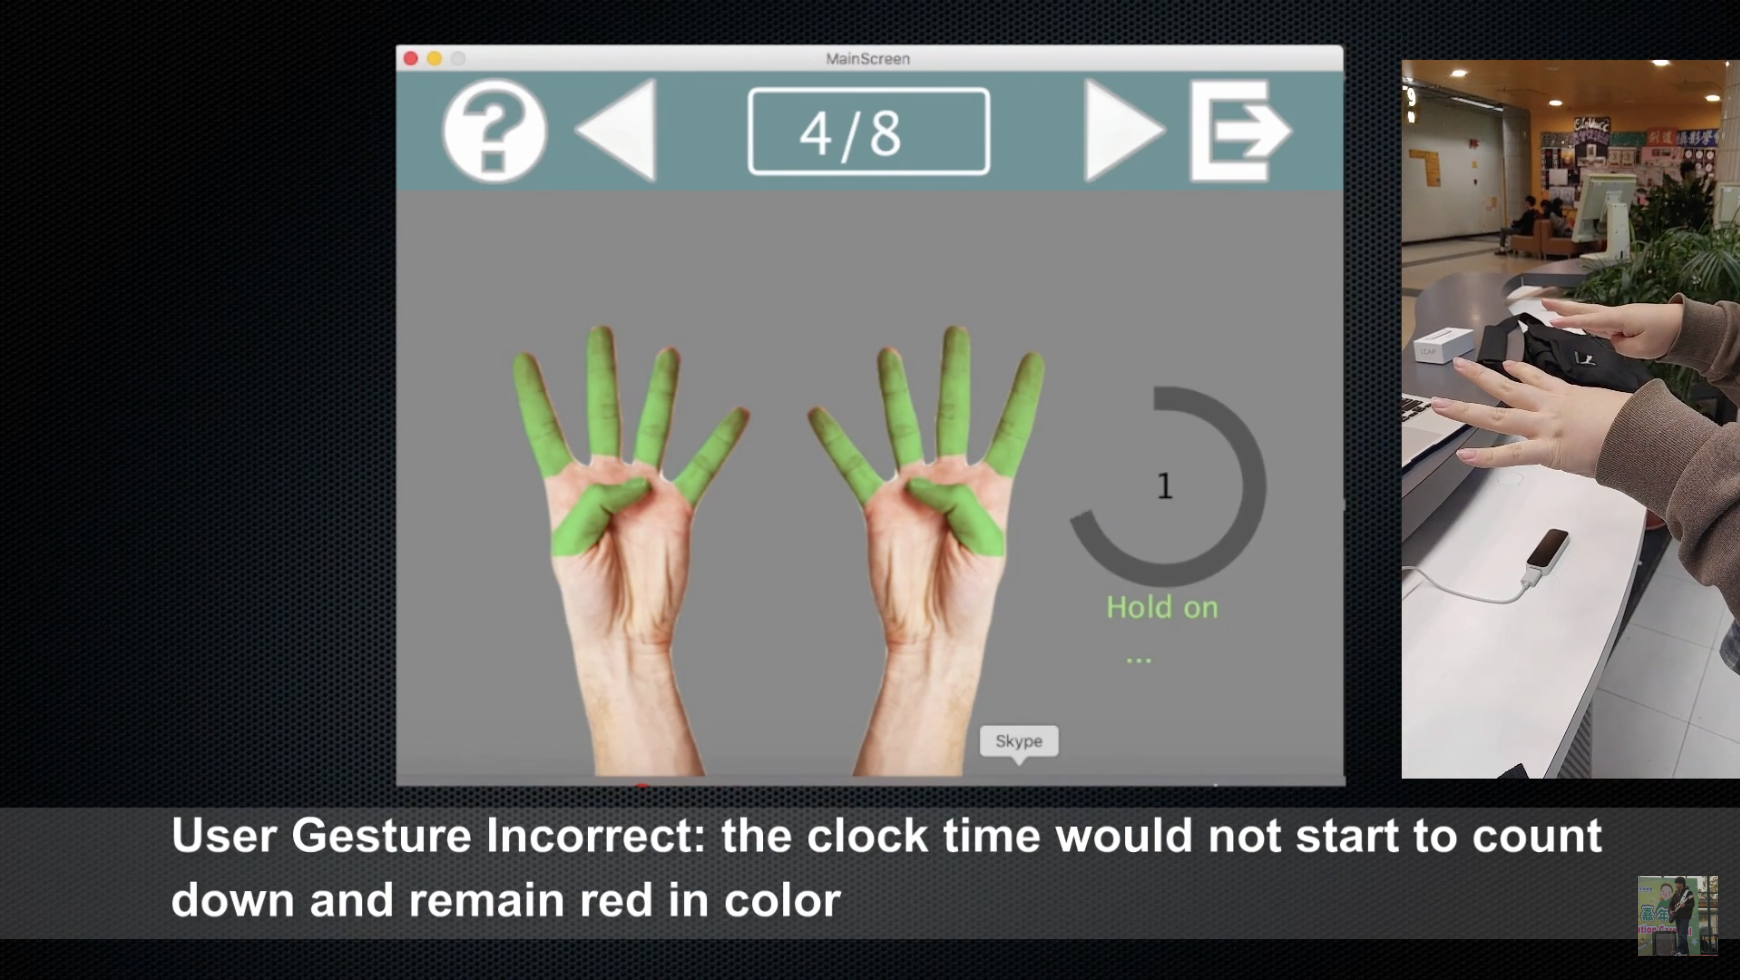 MainScreen
?
4/8
1
Hold on
...
Skype
LEAP
User Gesture Incorrect: the clock time would not start to count
down and remain red in color